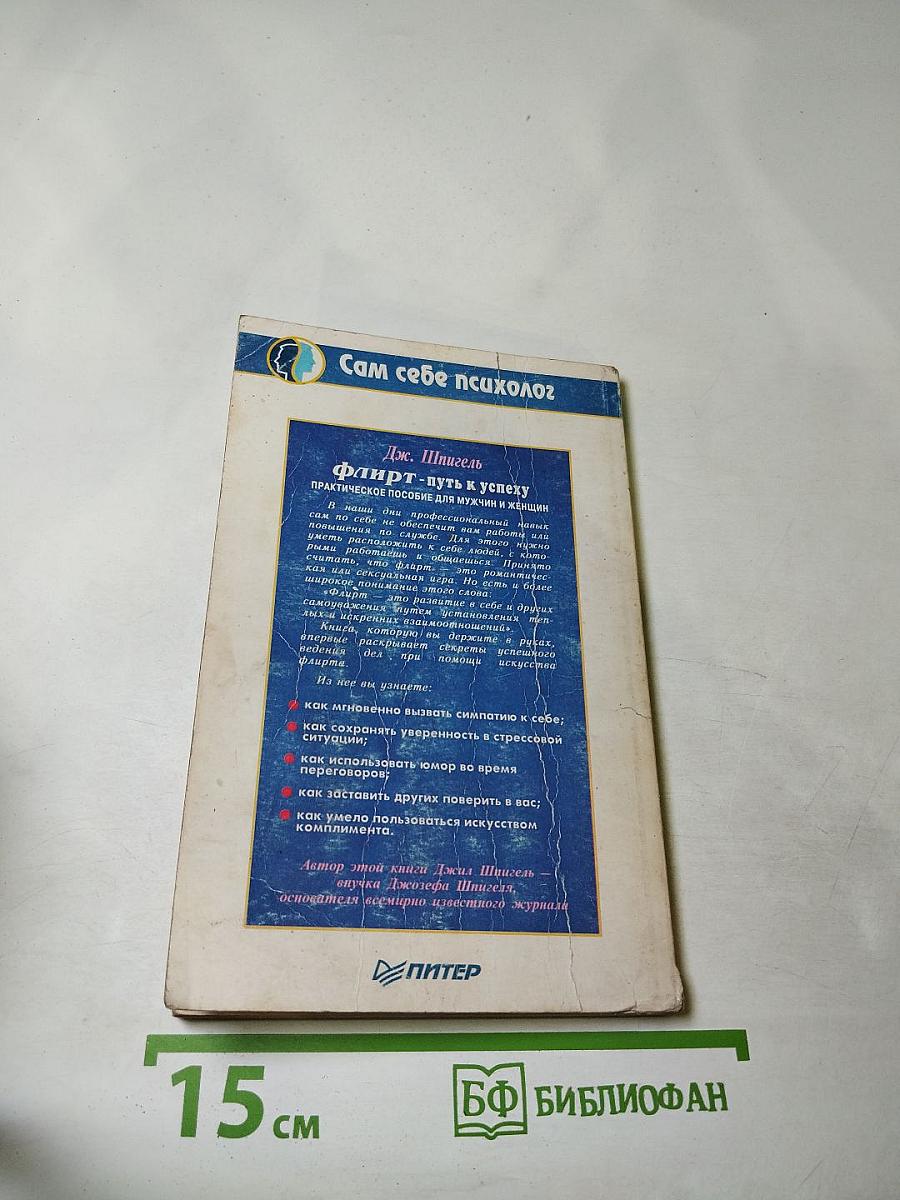 Сам себе психолог
Дж. Шпигель
флирт - путь к успеху
ПРАКТИЧЕСКОЕ ПОСОБИЕ ДЛЯ МУЖЧИН И ЖЕНЩИН
В наши дни профессиональный навык
сам по себе не обеспечит вам работы или
повышения по службе. Для этого нужно
уметь расположить к себе людей, с кото-
рыми работаешь и общаешься. Принято
считать, что флирт — это романтичес-
кая или сексуальная игра. Но есть и более
широкое понимание этого слова:
«Флирт — это развитие в себе и других
самоуважения путем установления теп-
лых и искренних взаимоотношений».
Книга, которую вы держите в руках,
впервые раскрывает секреты успешного
ведения дел при помощи искусства
флирта.
Из нее вы узнаете:
как мгновенно вызвать симпатию к себе;
как сохранять уверенность в стрессовой
ситуации;
как использовать юмор во время
переговоров;
как заставить других поверить в вас;
как умело пользоваться искусством
комплимента.
Автор этой книги Джил Шпигель —
внучка Джозефа Шпигеля,
основателя всемирно известного журнала
ПИТЕР
15 см
БФ БИБЛИОФАН